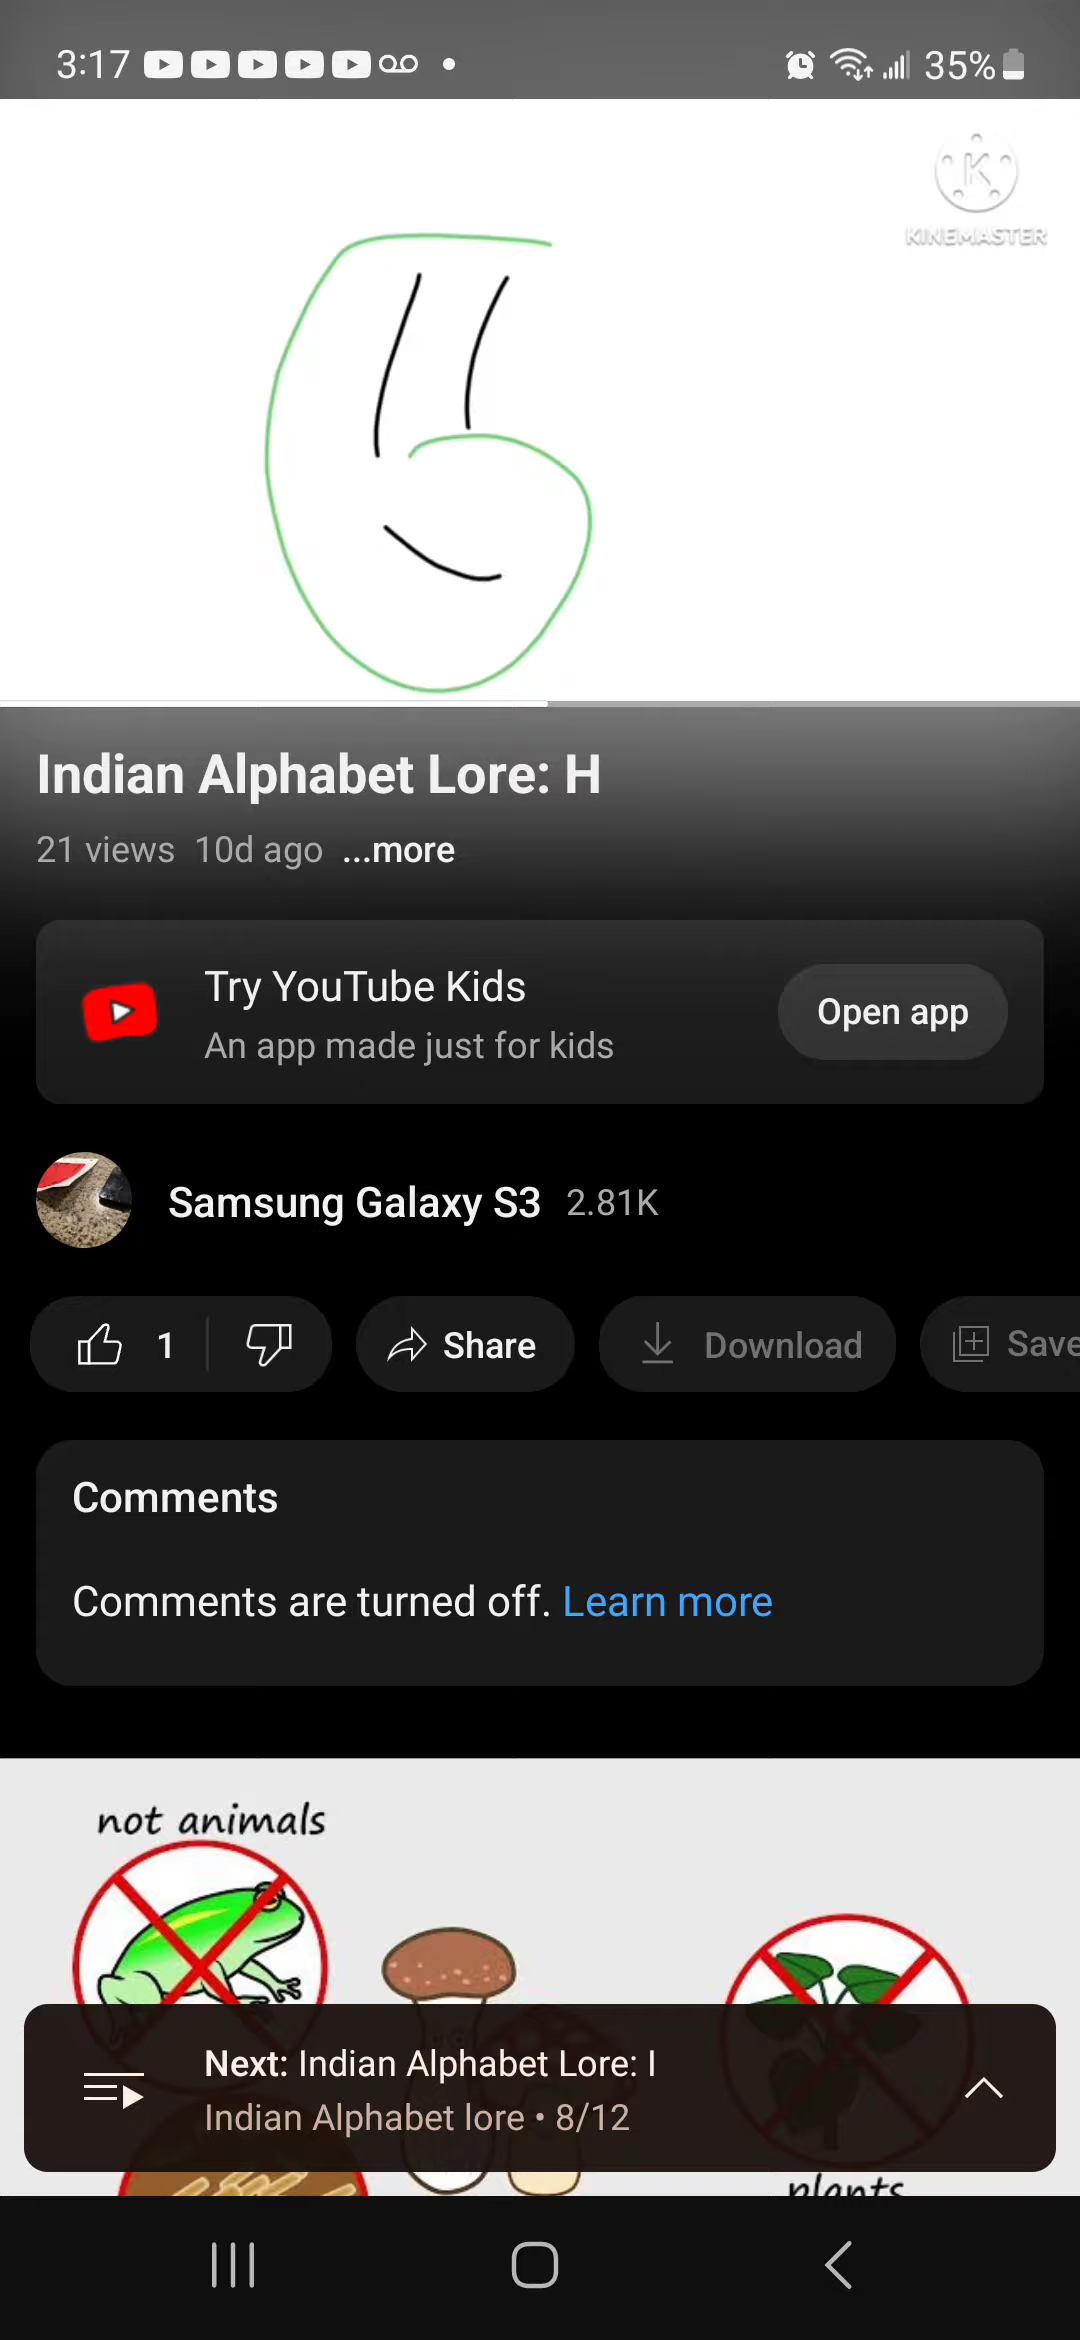 3:17
35%
K
KINEMASTER
Indian Alphabet Lore: H
21 views 10d ago ...more
Try YouTube Kids
An app made just for kids
Open app
Samsung Galaxy S3 2.81K
1
Share
Download
Save
Comments
Comments are turned off. Learn more
not animals
Next: Indian Alphabet Lore: I
Indian Alphabet lore • 8/12
plants